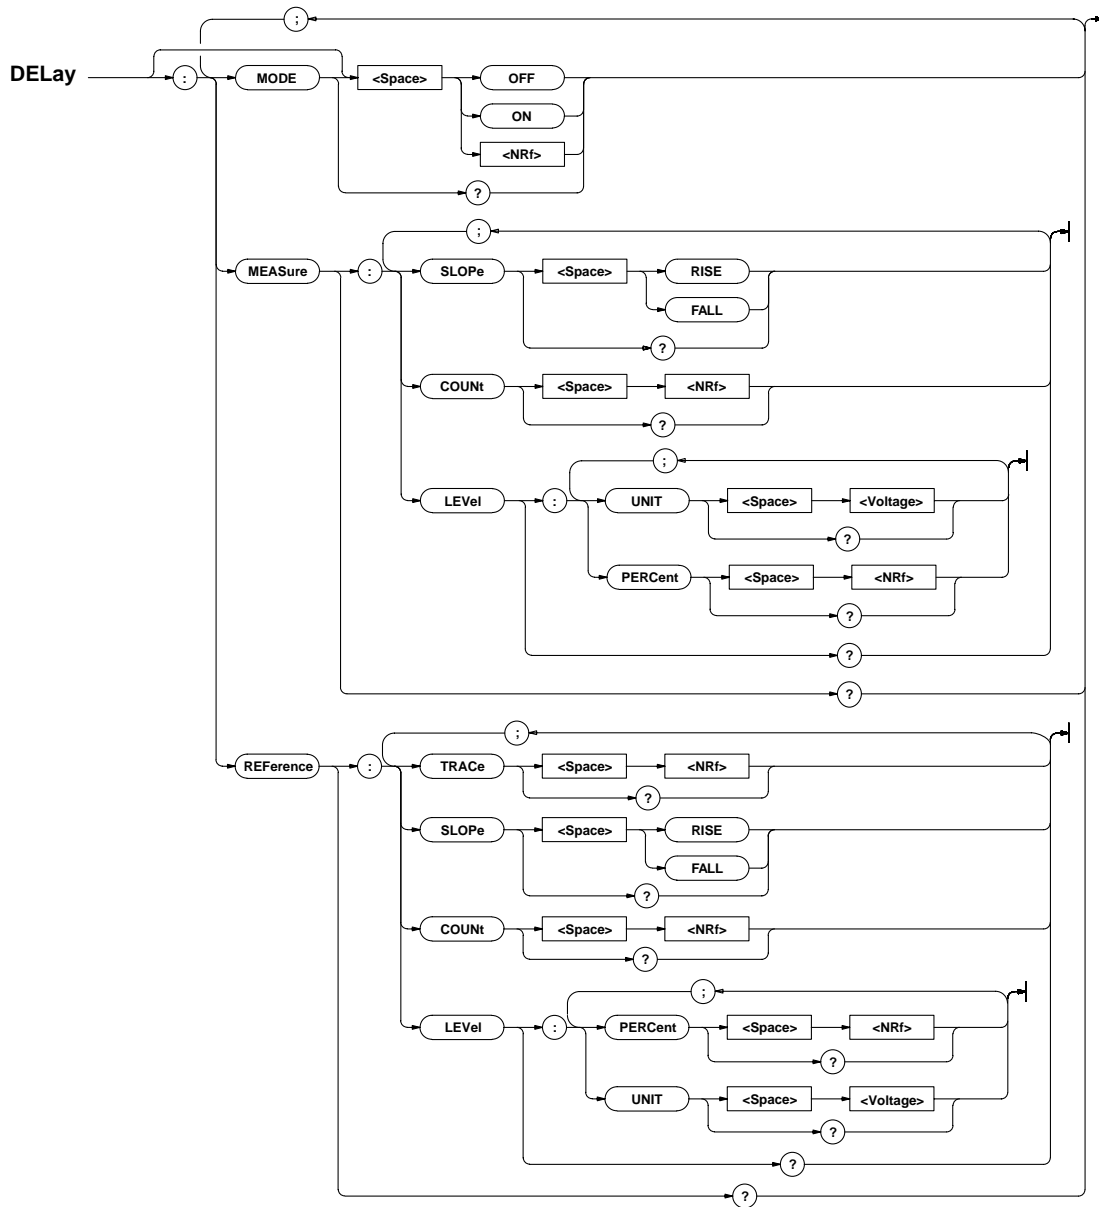 ;
DELay : MODE <Space> OFF
ON
<NRf>
?
;
MEASure : SLOPe <Space> RISE
FALL
?
COUNt <Space> <NRf>
?
;
LEVel : UNIT <Space> <Voltage>
?
PERCent <Space> <NRf>
?
?
?
;
REFerence : TRACe <Space> <NRf>
?
SLOPe <Space> RISE
FALL
?
COUNt <Space> <NRf>
?
;
LEVel : PERCent <Space> <NRf>
?
UNIT <Space> <Voltage>
?
?
?